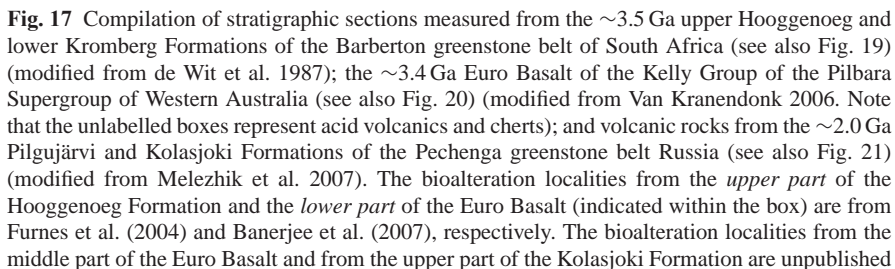 Fig. 17 Compilation of stratigraphic sections measured from the ∼3.5 Ga upper Hooggenoeg and
lower Kromberg Formations of the Barberton greenstone belt of South Africa (see also Fig. 19)
(modified from de Wit et al. 1987); the ∼3.4 Ga Euro Basalt of the Kelly Group of the Pilbara
Supergroup of Western Australia (see also Fig. 20) (modified from Van Kranendonk 2006. Note
that the unlabelled boxes represent acid volcanics and cherts); and volcanic rocks from the ∼2.0 Ga
Pilgujärvi and Kolasjoki Formations of the Pechenga greenstone belt Russia (see also Fig. 21)
(modified from Melezhik et al. 2007). The bioalteration localities from the upper part of the
Hooggenoeg Formation and the lower part of the Euro Basalt (indicated within the box) are from
Furnes et al. (2004) and Banerjee et al. (2007), respectively. The bioalteration localities from the
middle part of the Euro Basalt and from the upper part of the Kolasjoki Formation are unpublished